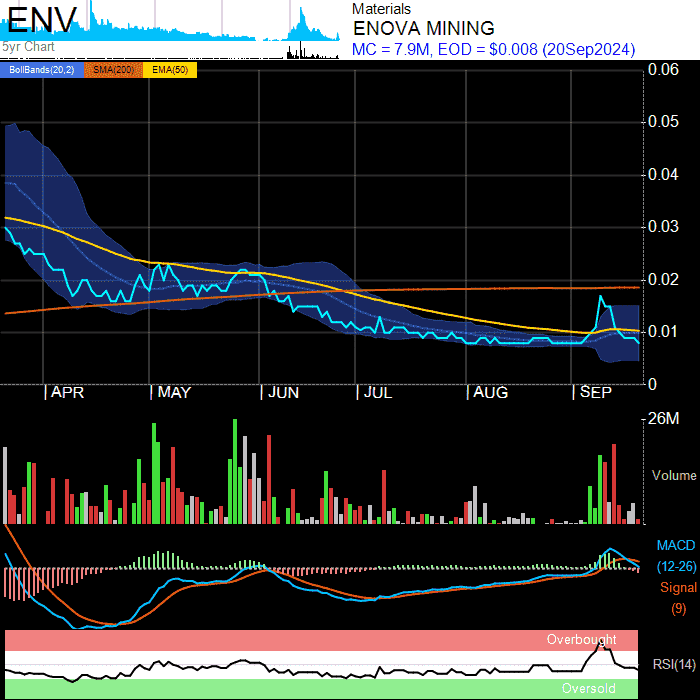 ENV
5yr Chart
Materials
ENOVA MINING
MC = 7.9M, EOD = $0.008 (20Sep2024)
BollBands(20,2) SMA(200) EMA(50)
0.06
0.05
0.04
0.03
0.02
0.01
0
APR MAY JUN JUL AUG SEP
26M
Volume
MACD
(12-26)
Signal
(9)
Overbought
RSI(14)
Oversold